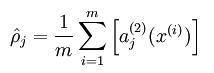 $\hat{\rho}_j = \frac{1}{m} \sum_{i=1}^{m} \left[ a_j^{(2)}(x^{(i)}) \right]$